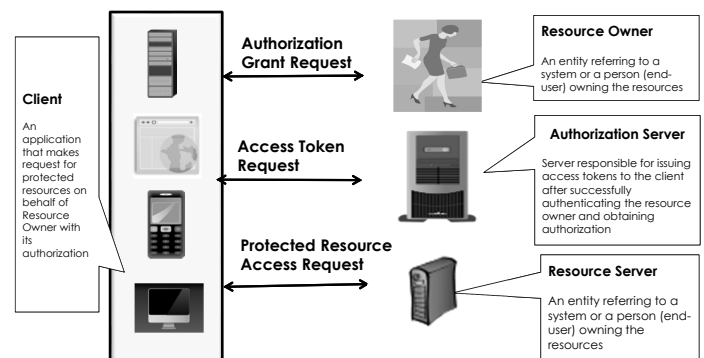 Client
An
application
that makes
request for
protected
resources on
behalf of
Resource
Owner with
its
authorization
Authorization
Grant Request
Access Token
Request
Protected Resource
Access Request
Resource Owner
An entity referring to a
system or a person (end-
user) owning the resources
Authorization Server
Server responsible for issuing
access tokens to the client
after successfully
authenticating the resource
owner and obtaining
authorization
Resource Server
An entity referring to a
system or a person (end-
user) owning the
resources